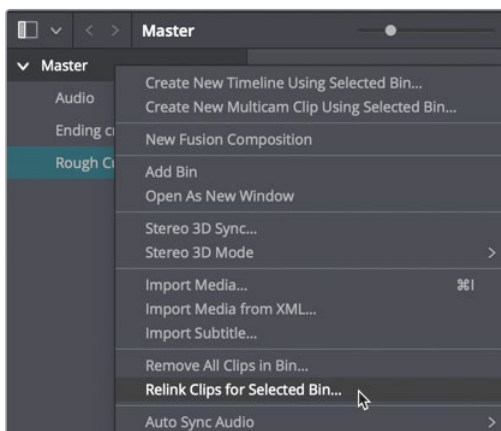 Master
Master
Audio
Ending
Rough
Create New Timeline Using Selected Bin...
Create New Multicam Clip Using Selected Bin...
New Fusion Composition
Add Bin
Open As New Window
Stereo 3D Sync...
Stereo 3D Mode
Import Media... ⌘I
Import Media from XML...
Import Subtitle...
Remove All Clips in Bin...
Relink Clips for Selected Bin...
Auto Sync Audio